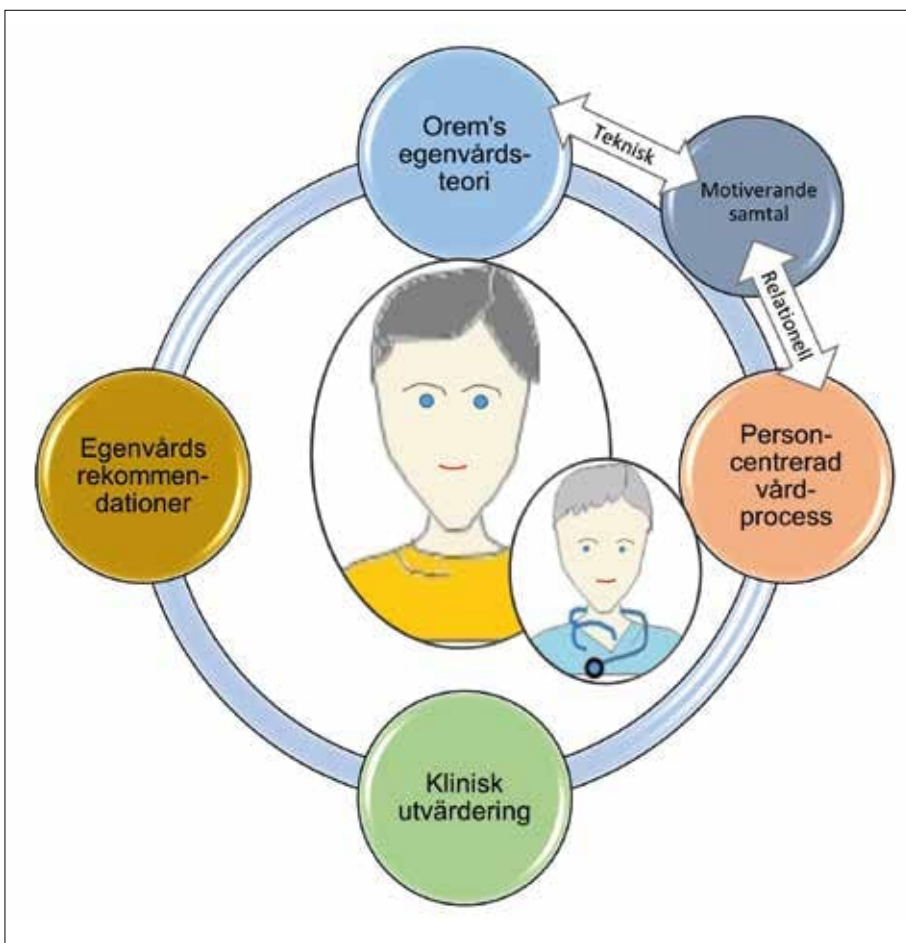 Orem's
egenvårds-
teori
Teknisk
Motiverande
samtal
Relationell
Person-
centrerad
vård-
process
Egenvårds
rekommen-
dationer
Klinisk
utvärdering